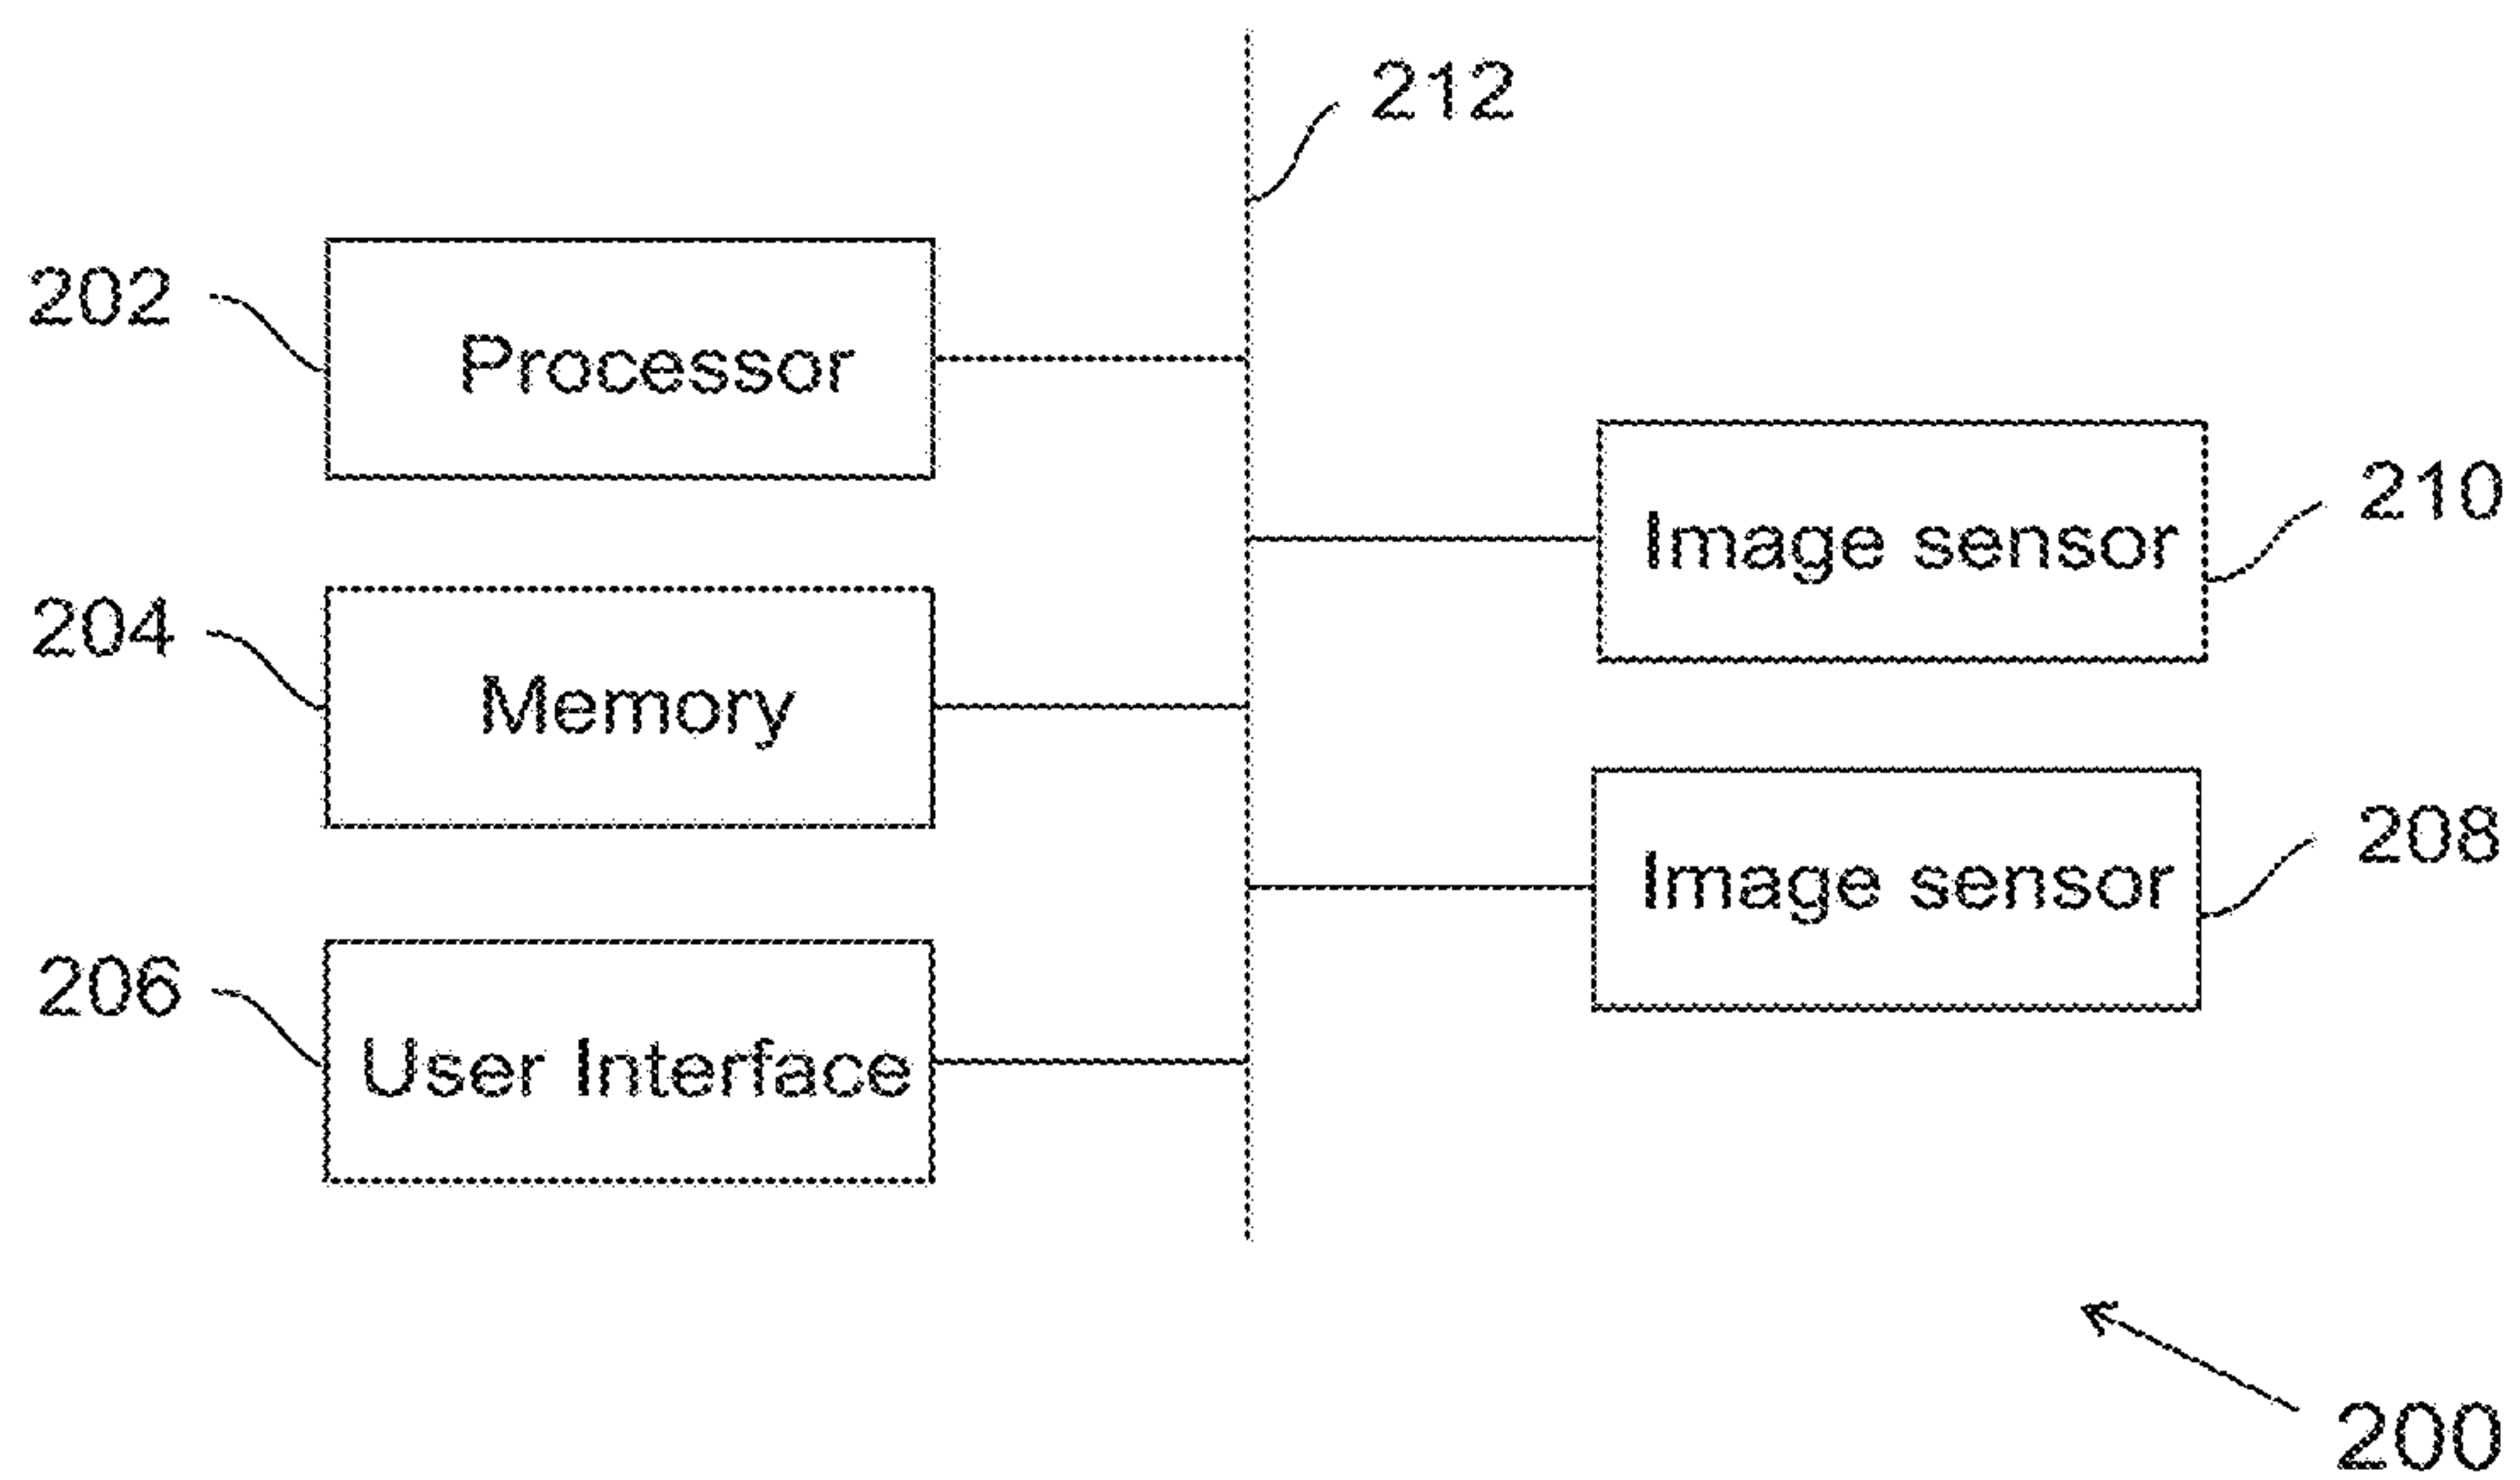 212
202
Processor
210
Image sensor
204
Memory
208
Image sensor
206
User Interface
200